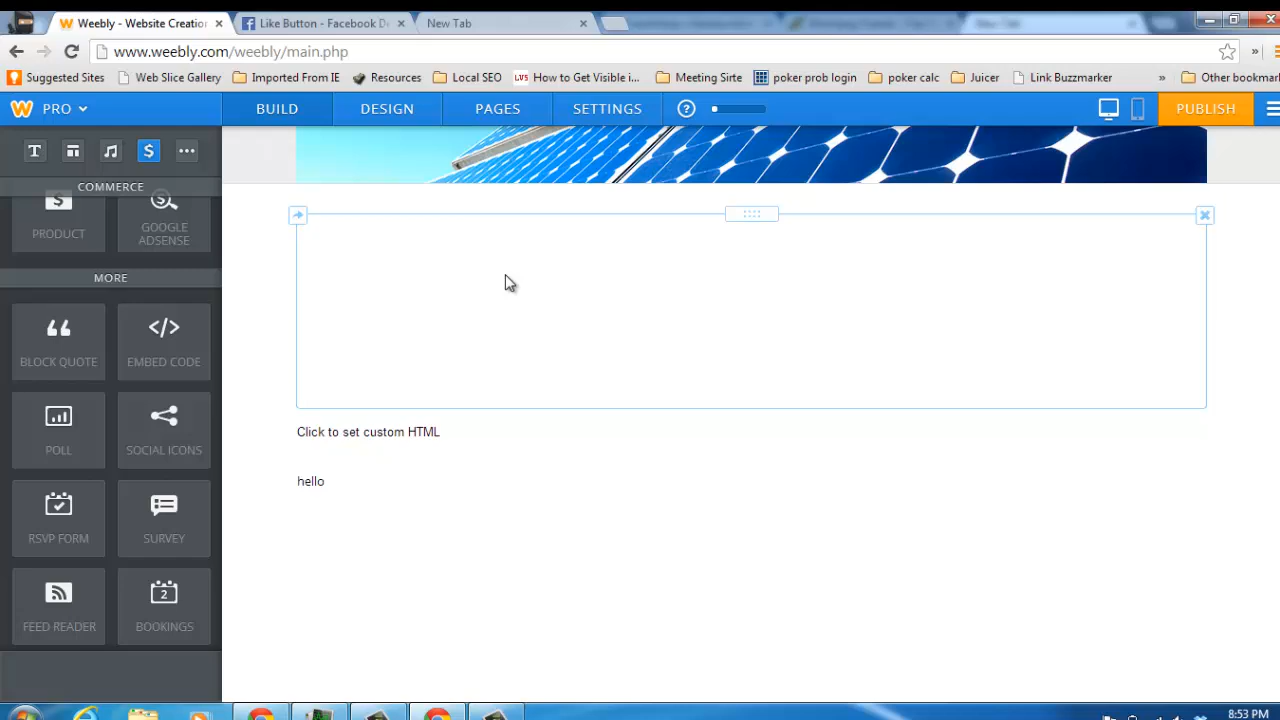 Weebly - Website Creation
Like Button - Facebook De
New Tab
www.weebly.com/weebly/main.php
Suggested Sites
Web Slice Gallery
Imported From IE
Resources
Local SEO
LVS
How to Get Visible i...
Meeting Sirte
poker prob login
poker calc
Juicer
Link Buzzmarker
»
Other bookmar
PRO
BUILD
DESIGN
PAGES
SETTINGS
?
PUBLISH
COMMERCE
PRODUCT
GOOGLE
ADSENSE
MORE
BLOCK QUOTE
EMBED CODE
POLL
SOCIAL ICONS
RSVP FORM
SURVEY
2
FEED READER
BOOKINGS
Click to set custom HTML
hello
8:53 PM